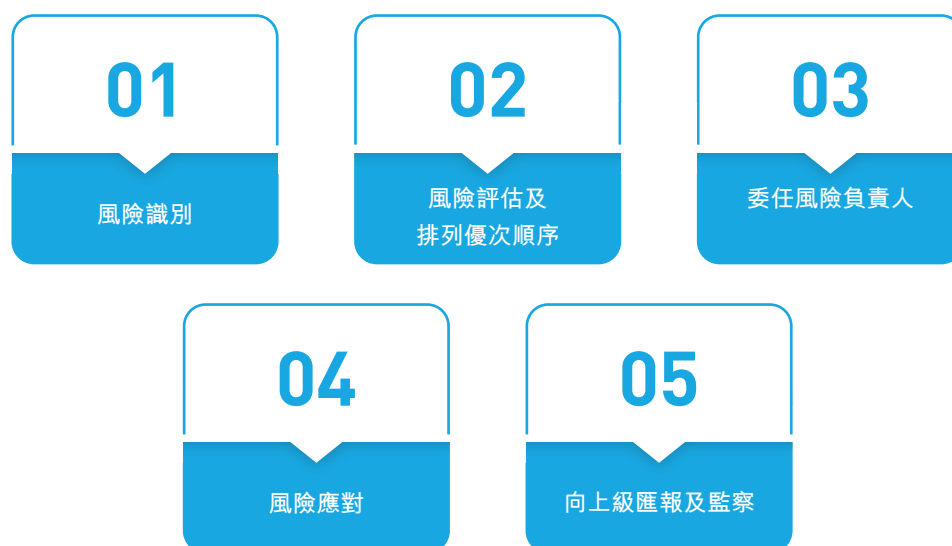 01
風險識別
02
風險評估及
排列優次順序
03
委任風險負責人
04
風險應對
05
向上級匯報及監察